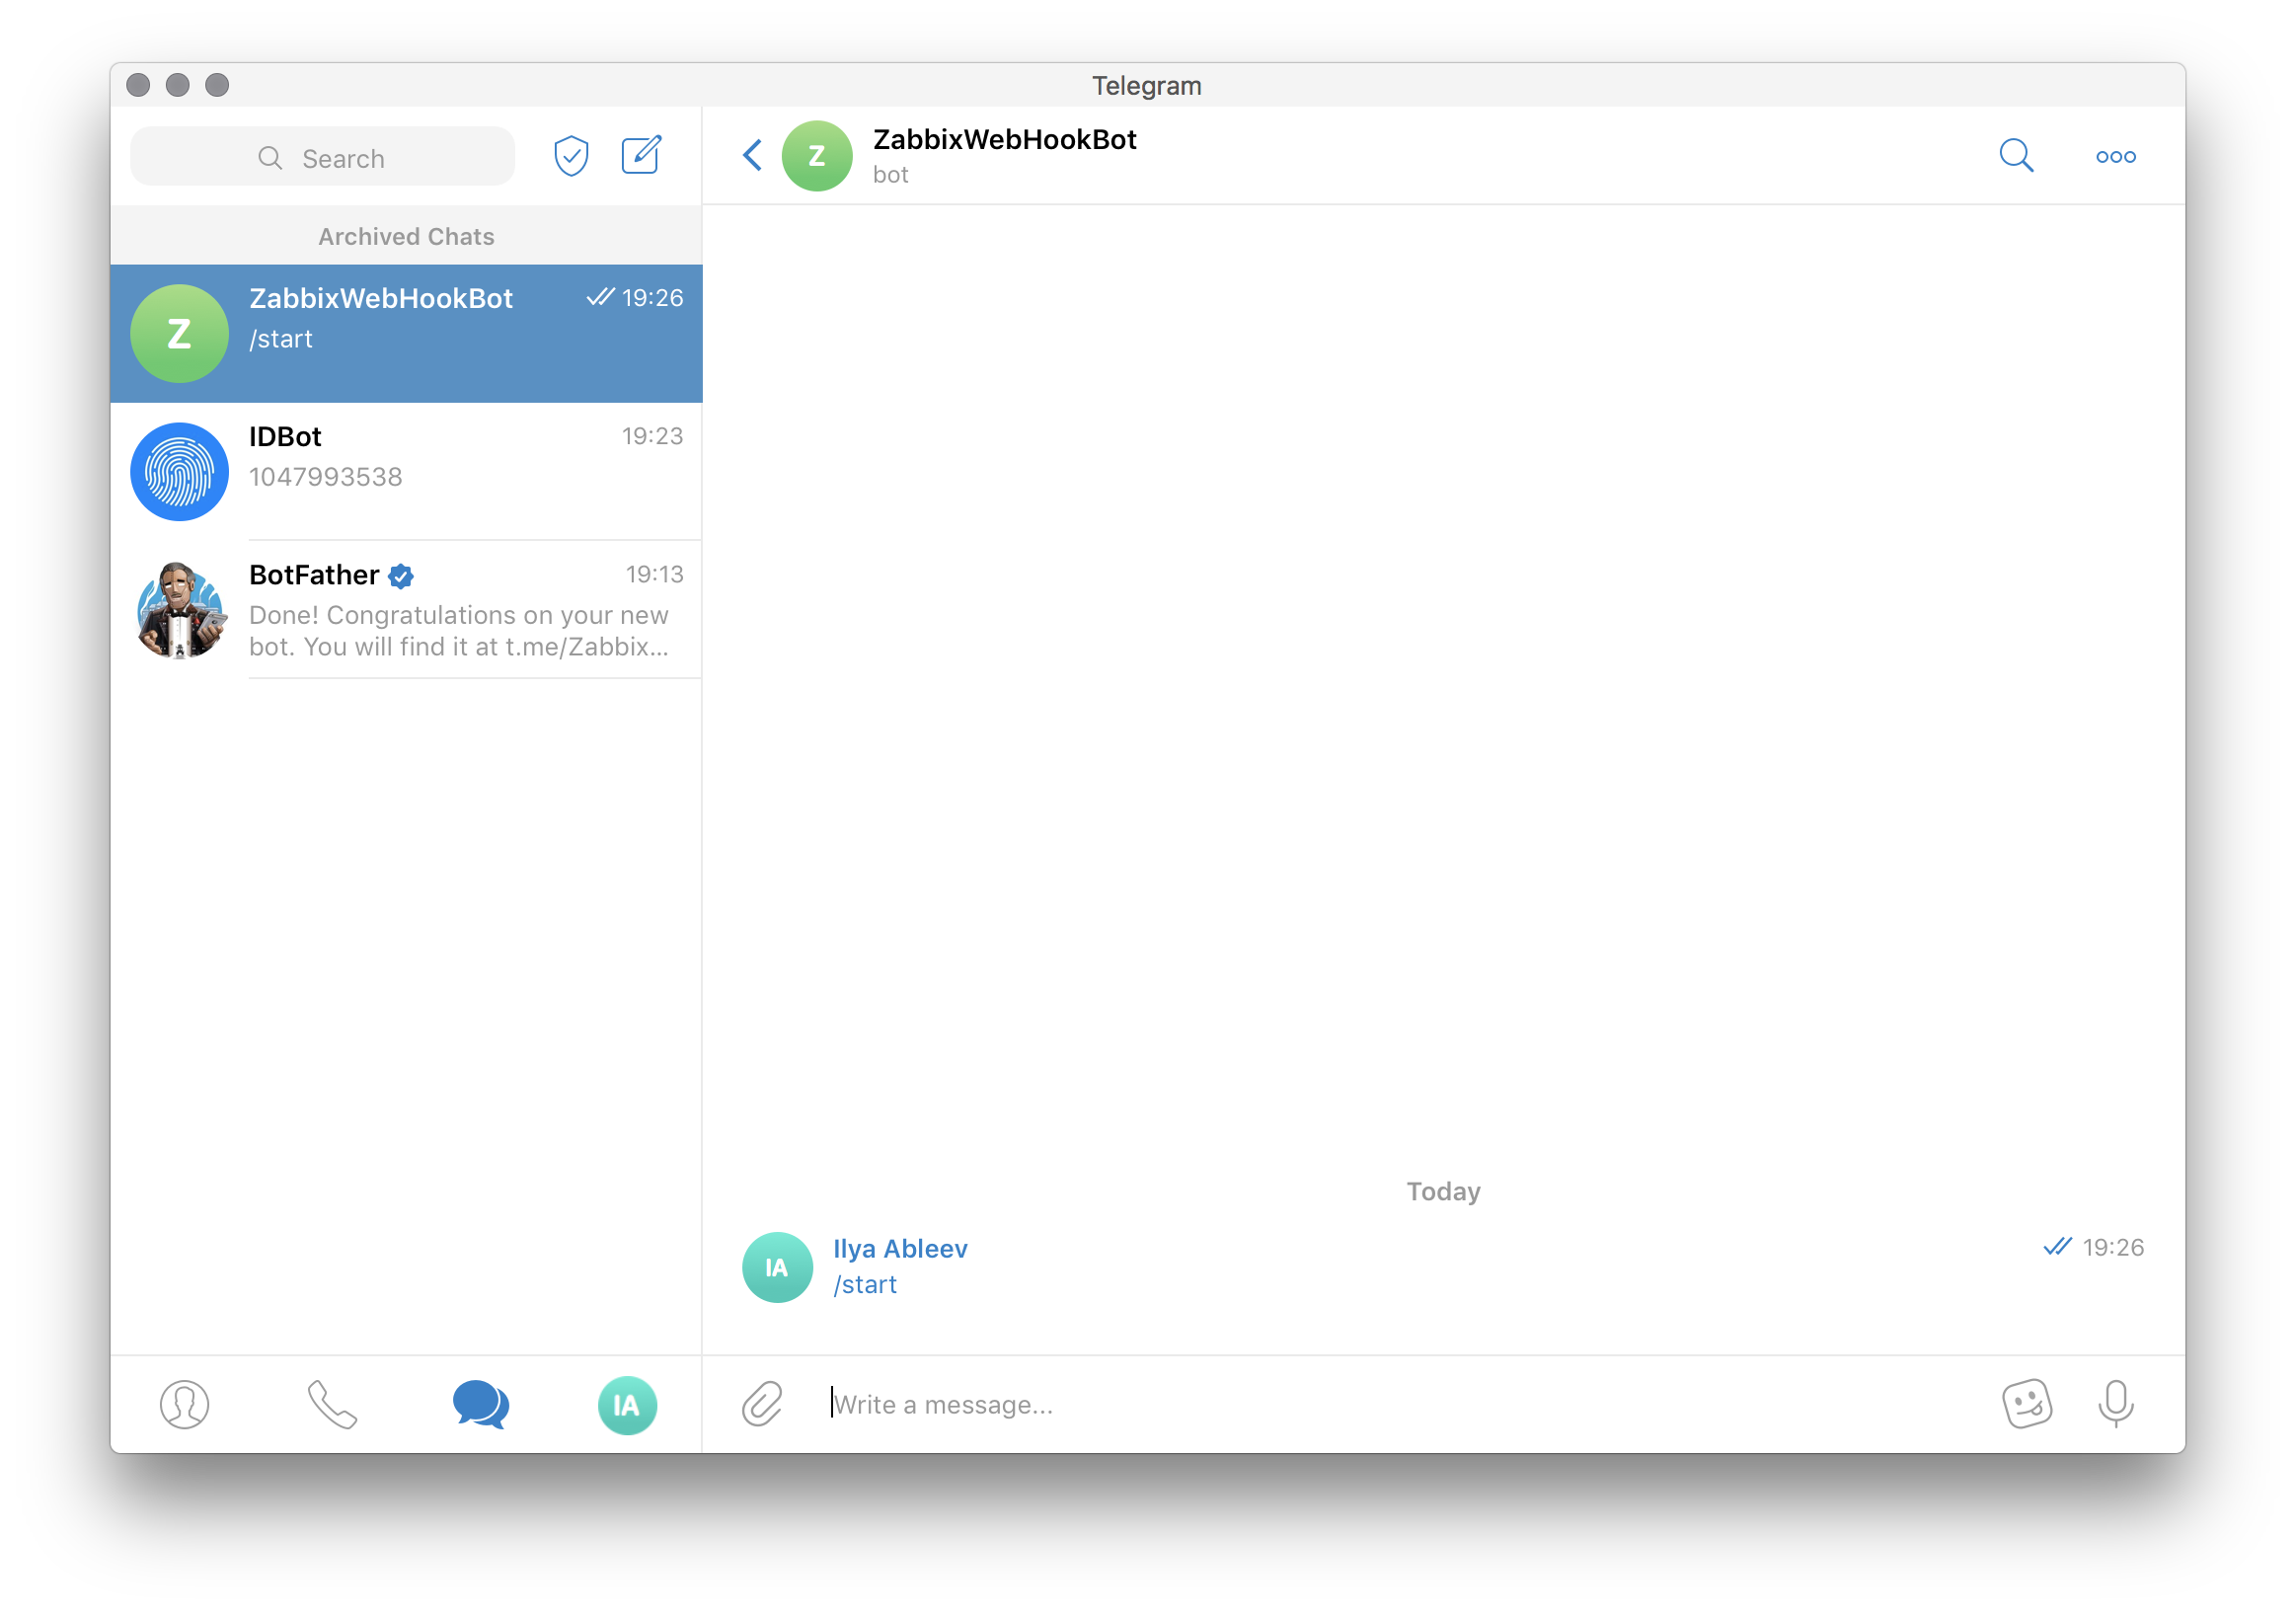 Telegram
Search
Archived Chats
Z
ZabbixWebHookBot
19:26
/start
IDBot
19:23
1047993538
BotFather
19:13
Done! Congratulations on your new
bot. You will find it at t.me/Zabbix...
IA
Z
ZabbixWebHookBot
bot
Today
IA
Ilya Ableev
19:26
/start
Write a message...